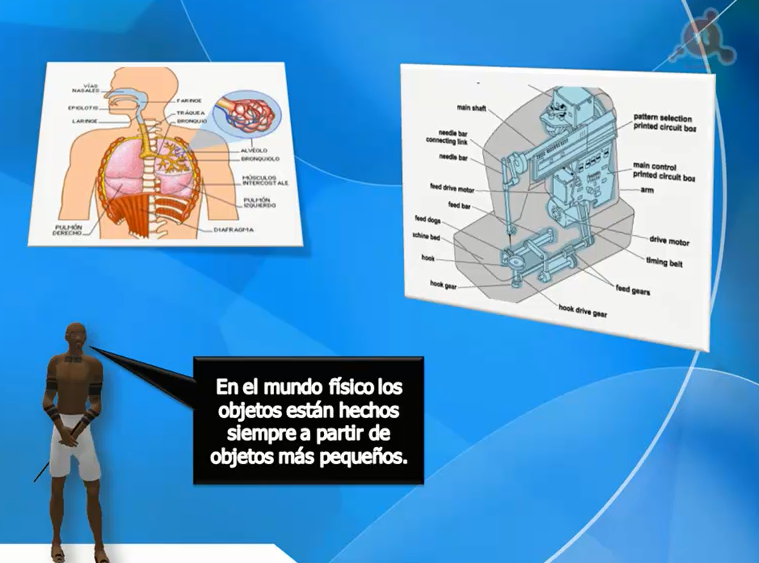 VÍAS
NASALES
EPIGLOTIS
LARINGE
FARINGE
TRÁQUEA
BRONQUIO
ALVÉOLO
BRONQUIOLO
MÚSCULOS
INTERCOSTALE
PULMÓN
IZQUIERDO
PULMÓN
DERECHO
DIAFRAGMA
main shaft
needle bar
connecting link
needle bar
feed drive motor
feed bar
feed dogs
achine bed
hook
hook gear
pattern selection
printed circuit boa
main control
printed circuit boa
arm
drive motor
timing belt
feed gears
hook drive gear
En el mundo físico los
objetos están hechos
siempre a partir de
objetos más pequeños.